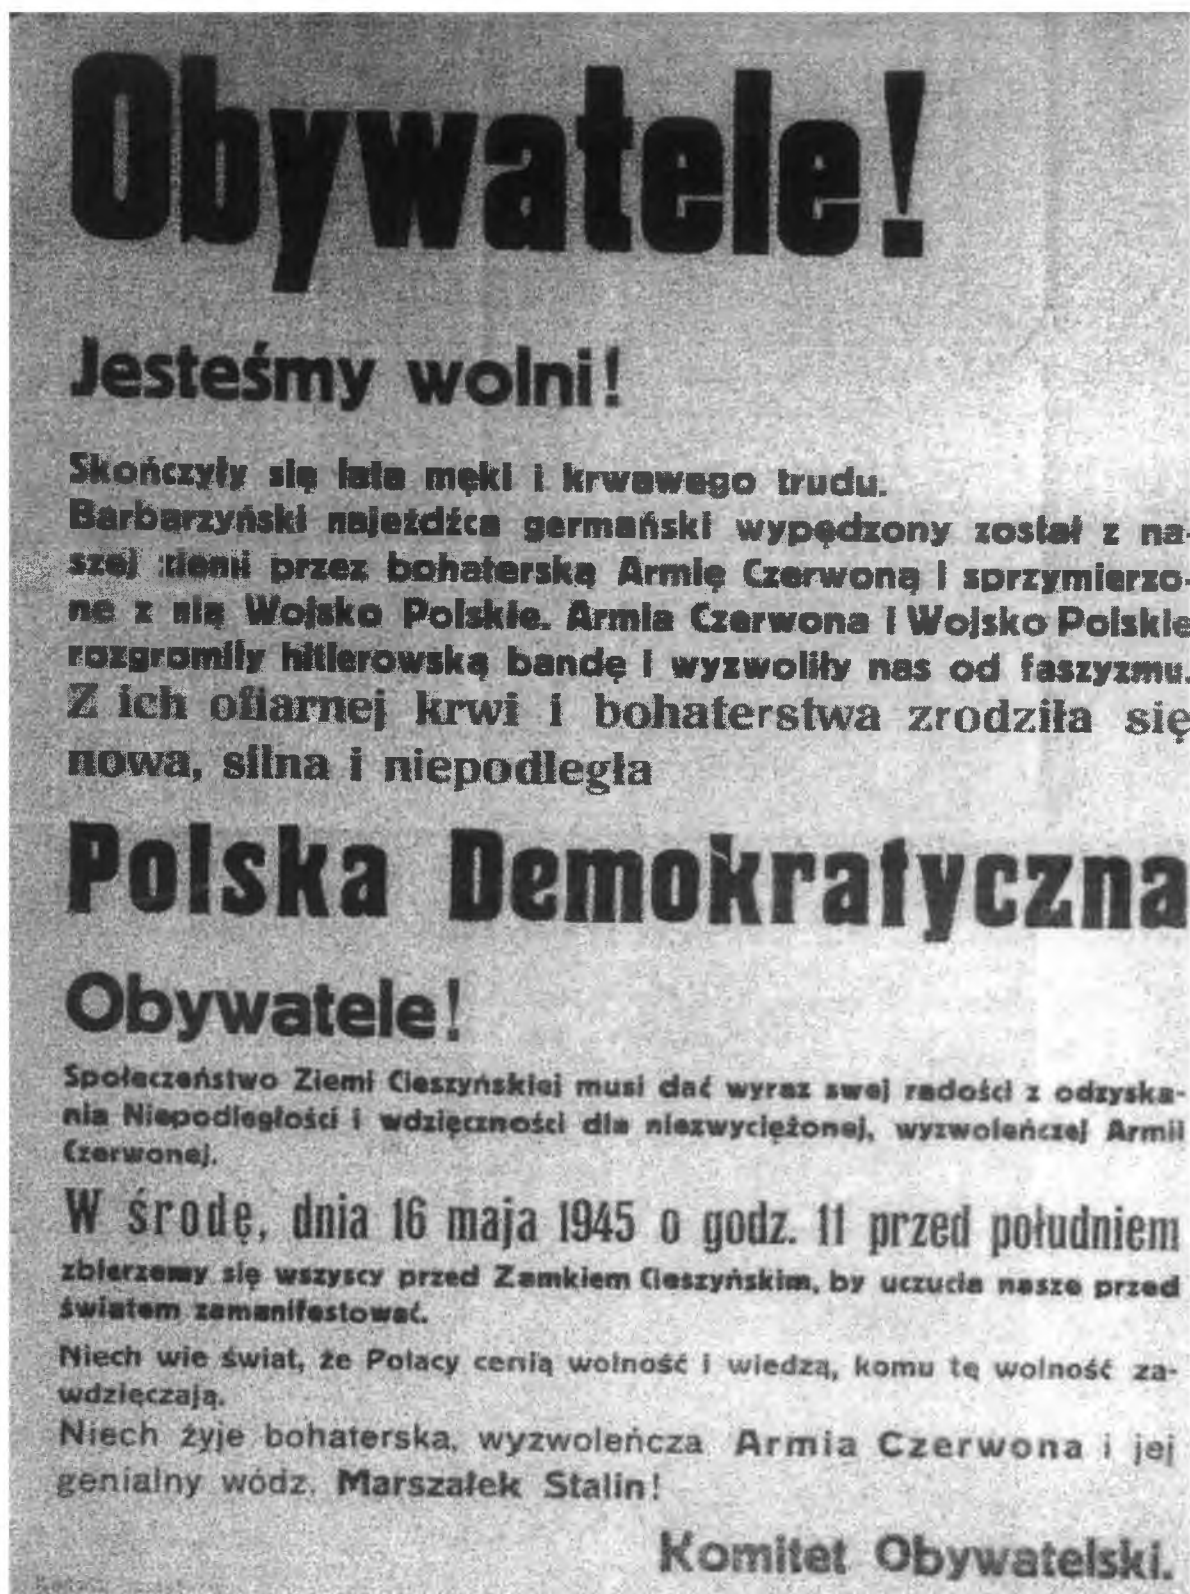 Obywatele!
Jesteśmy wolni!
Skończyły się lata męki i krwawego trudu.
Barbarzyński najeźdźca germański wypędzony został z na-
szej ziemi przez bohaterską Armię Czerwoną i sprzymierzo-
ne z nią Wojsko Polskie. Armia Czerwona i Wojsko Polskie
rozgromiły hitlerowską bandę i wyzwoliły nas od faszyzmu.
Z ich ofiarnej krwi i bohaterstwa zrodziła się
nowa, silna i niepodległa
Polska Demokratyczna
Obywatele!
Społeczeństwo Ziemi Cieszyńskiej musi dać wyraz swej radości z odzyska-
nia Niepodległości i wdzięczności dla niezwyciężonej, wyzwoleńczej Armii
Czerwonej.
W środę, dnia 16 maja 1945 o godz. 11 przed południem
zbierzemy się wszyscy przed Zamkiem Cieszyńskim, by uczucia nasze przed
światem zamanifestować.
Niech wie świat, że Polacy cenią wolność i wiedzą, komu tę wolność za-
wdzięczają.
Niech żyje bohaterska, wyzwoleńcza Armia Czerwona i jej
genialny wódz, Marszałek Stalin!
Komitet Obywatelski.